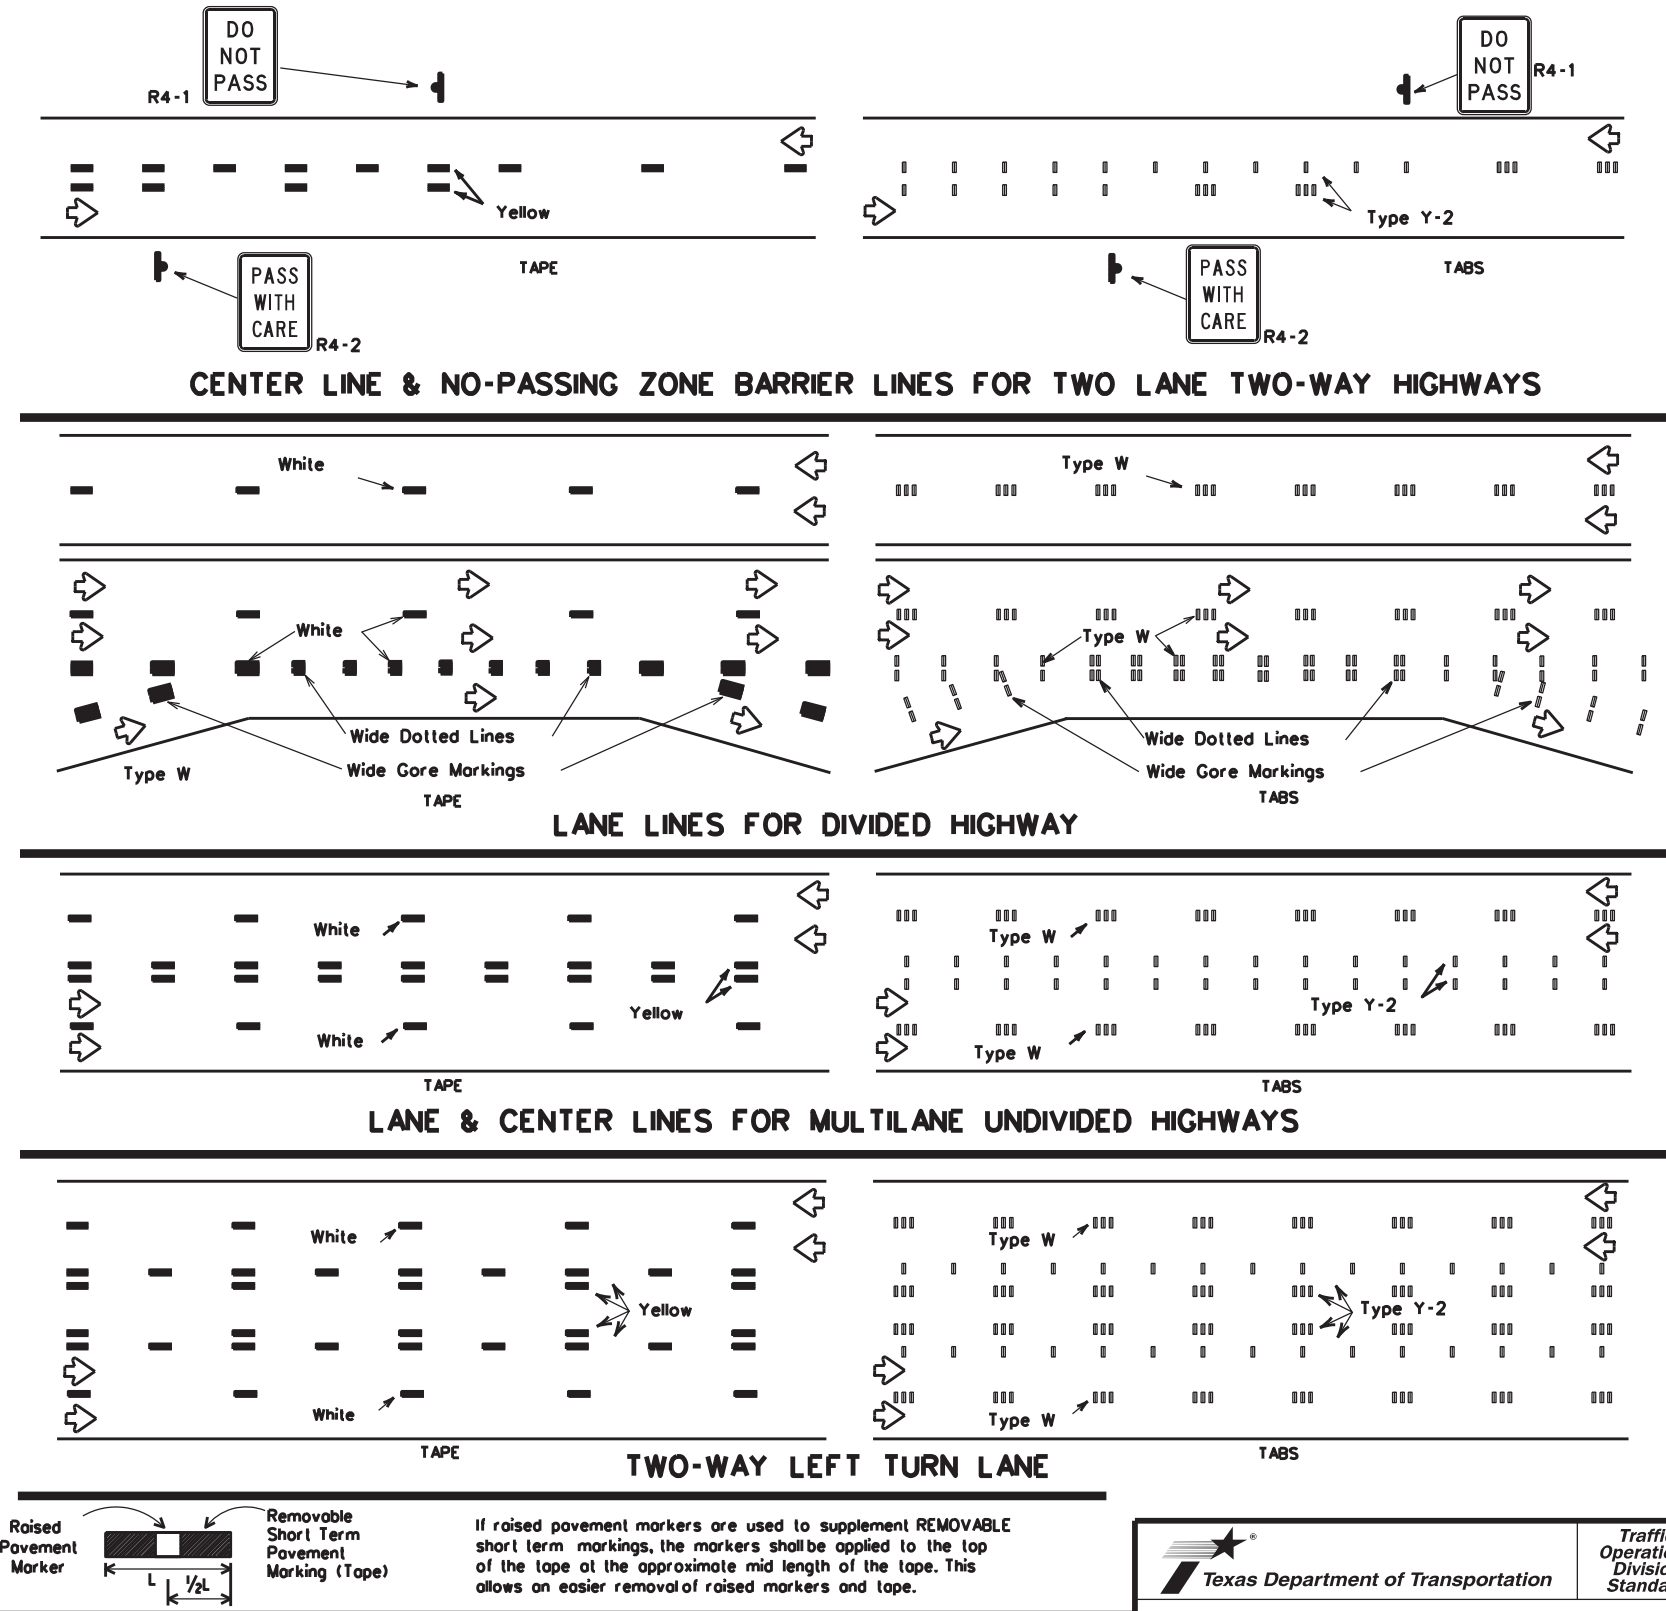 DO
NOT
PASS
R4-1
DO
NOT
PASS
R4-1
Yellow
Type Y-2
TAPE
TABS
PASS
WITH
CARE
R4-2
PASS
WITH
CARE
R4-2
CENTER LINE & NO-PASSING ZONE BARRIER LINES FOR TWO LANE TWO-WAY HIGHWAYS
White
Type W
White
Type W
Wide Dotted Lines
Wide Gore Markings
Type W
TAPE
Wide Dotted Lines
Wide Gore Markings
TABS
LANE LINES FOR DIVIDED HIGHWAY
White
Type W
Yellow
Type Y-2
White
Type W
TAPE
TABS
LANE & CENTER LINES FOR MULTILANE UNDIVIDED HIGHWAYS
White
Type W
Yellow
Type Y-2
White
Type W
TAPE
TABS
TWO-WAY LEFT TURN LANE
Raised
Pavement
Marker
L
1/2L
Removable
Short Term
Pavement
Marking (Tape)
If raised pavement markers are used to supplement REMOVABLE
short term markings, the markers shall be applied to the top
of the tape at the approximate mid length of the tape. This
allows an easier removal of raised markers and tape.
®
Texas Department of Transportation
Traffi
Operati
Divisi
Standa